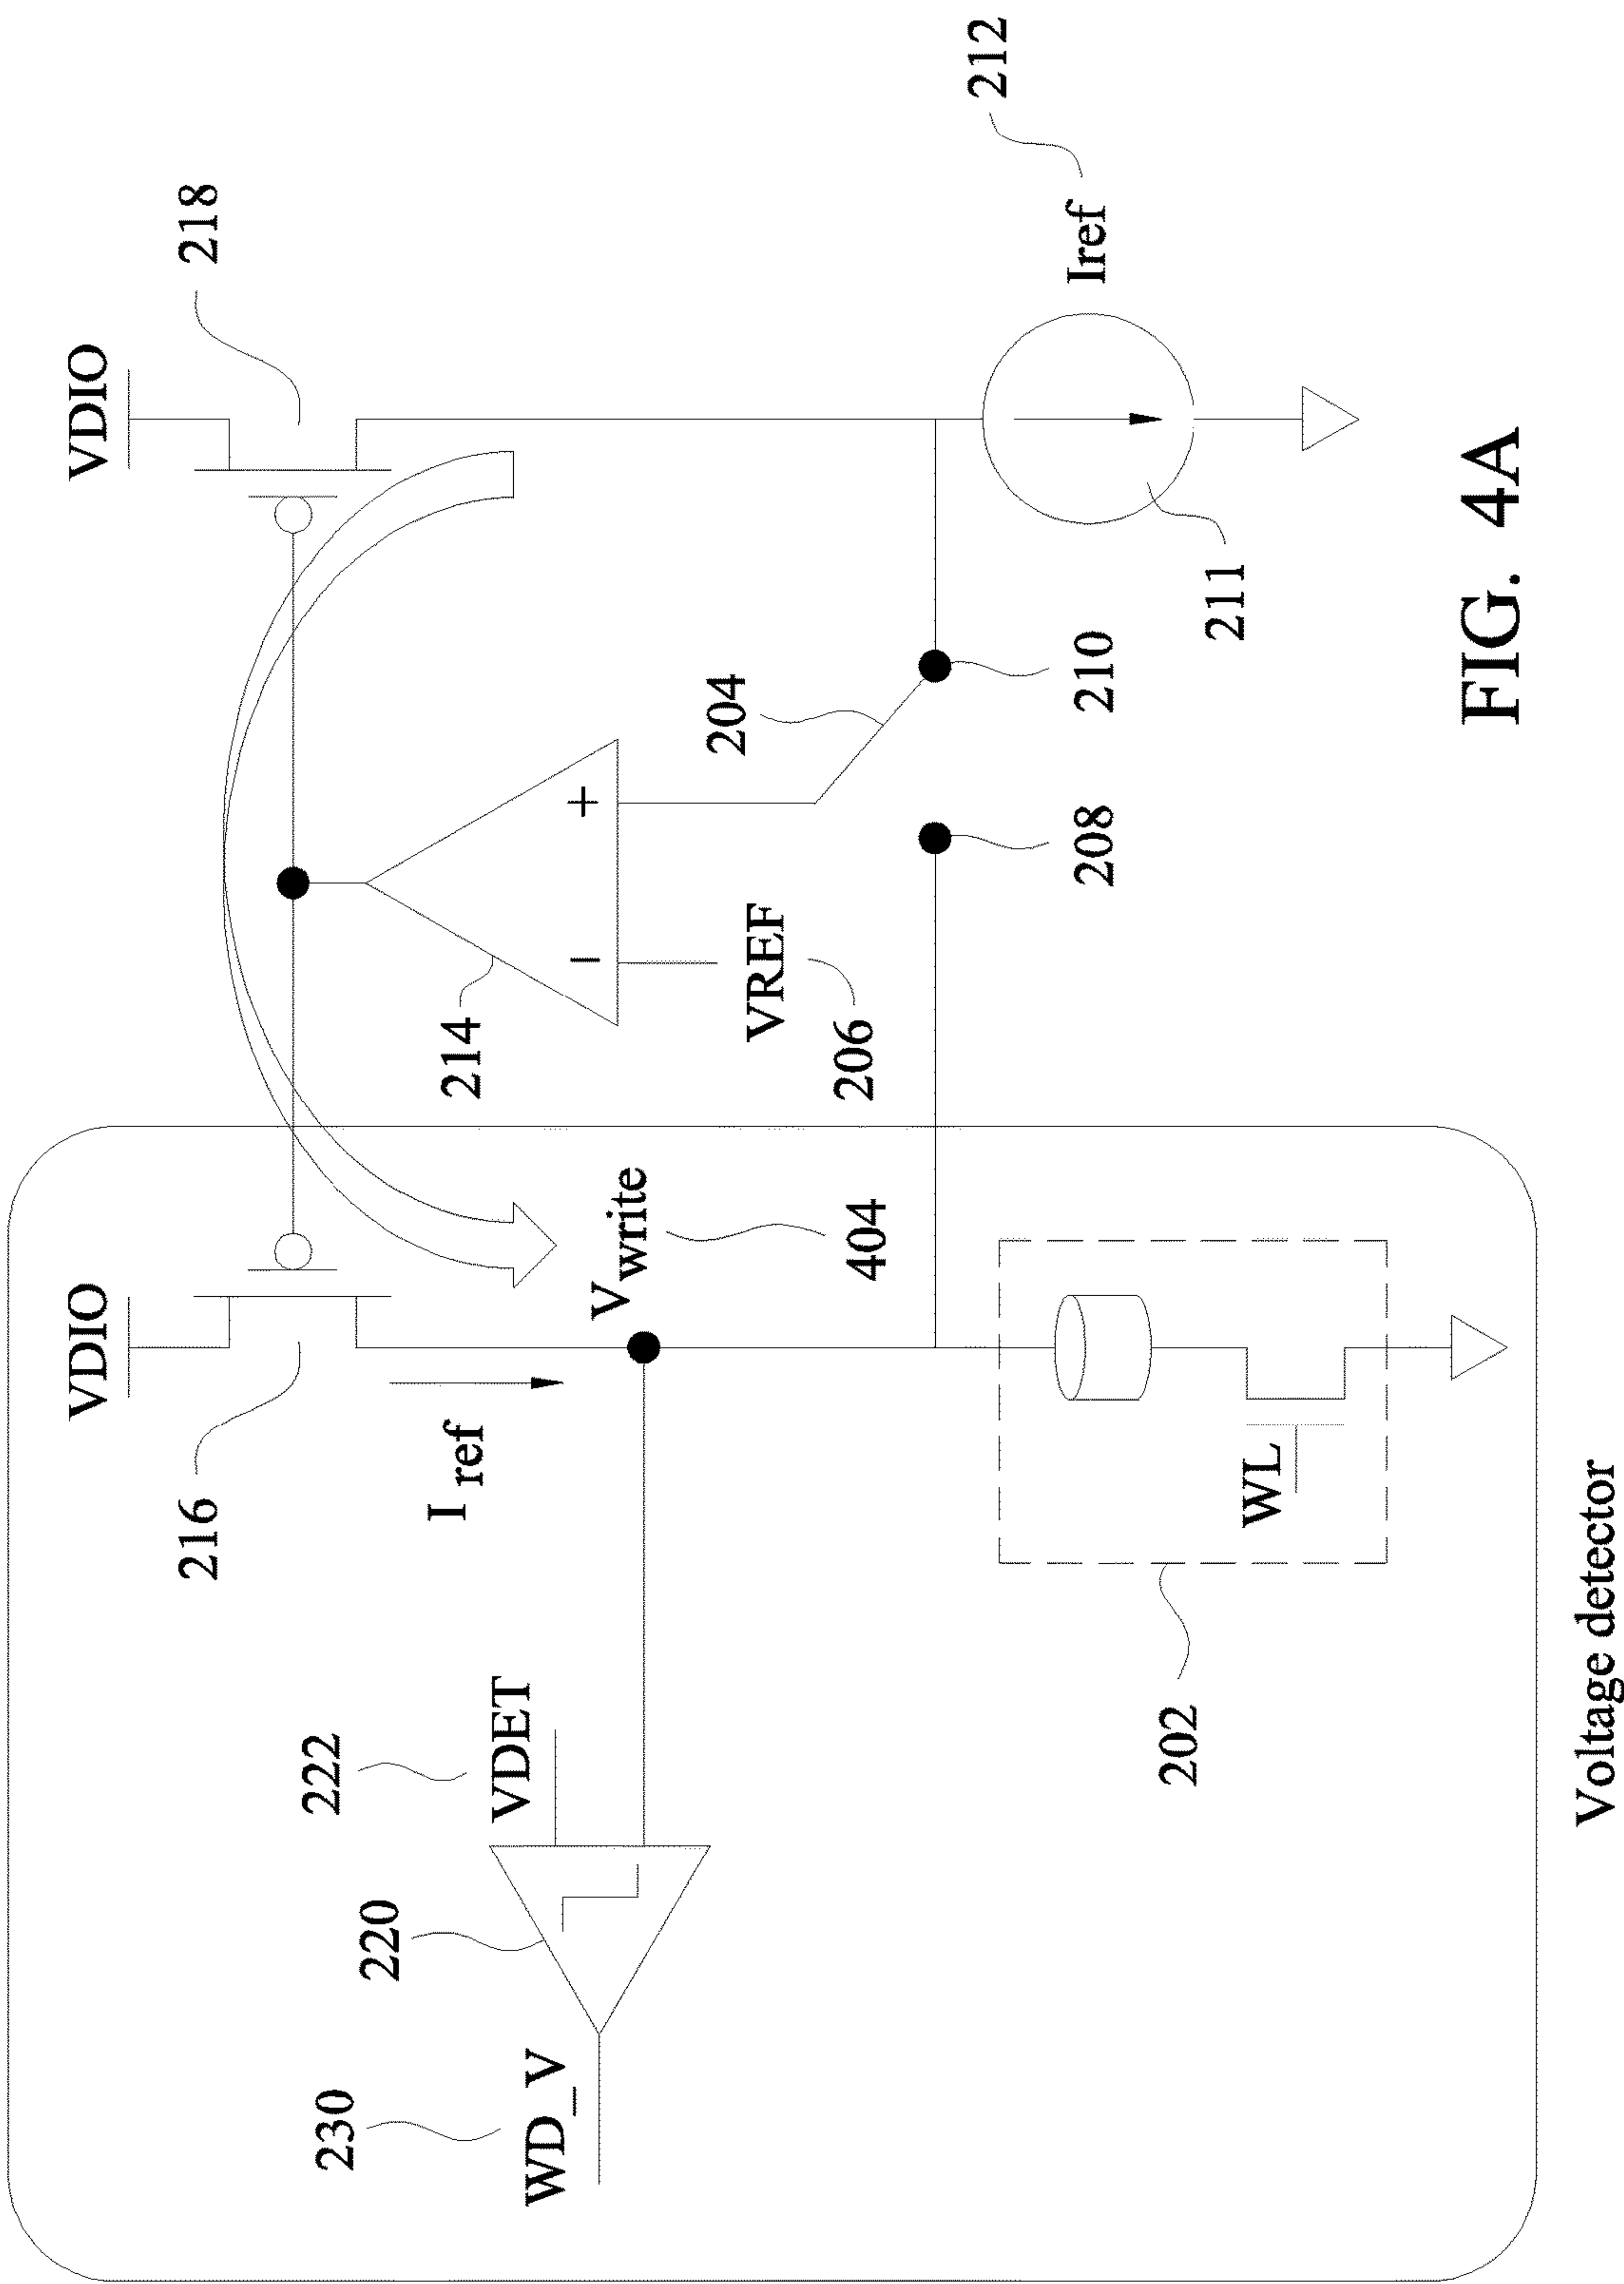 VDIO
VDIO
218
216
I ref
Vwrite
404
214
VREF
206
204
222
VDET
220
230
WD_V
208
210
212
Iref
211
WL
202
Voltage detector
FIG. 4A